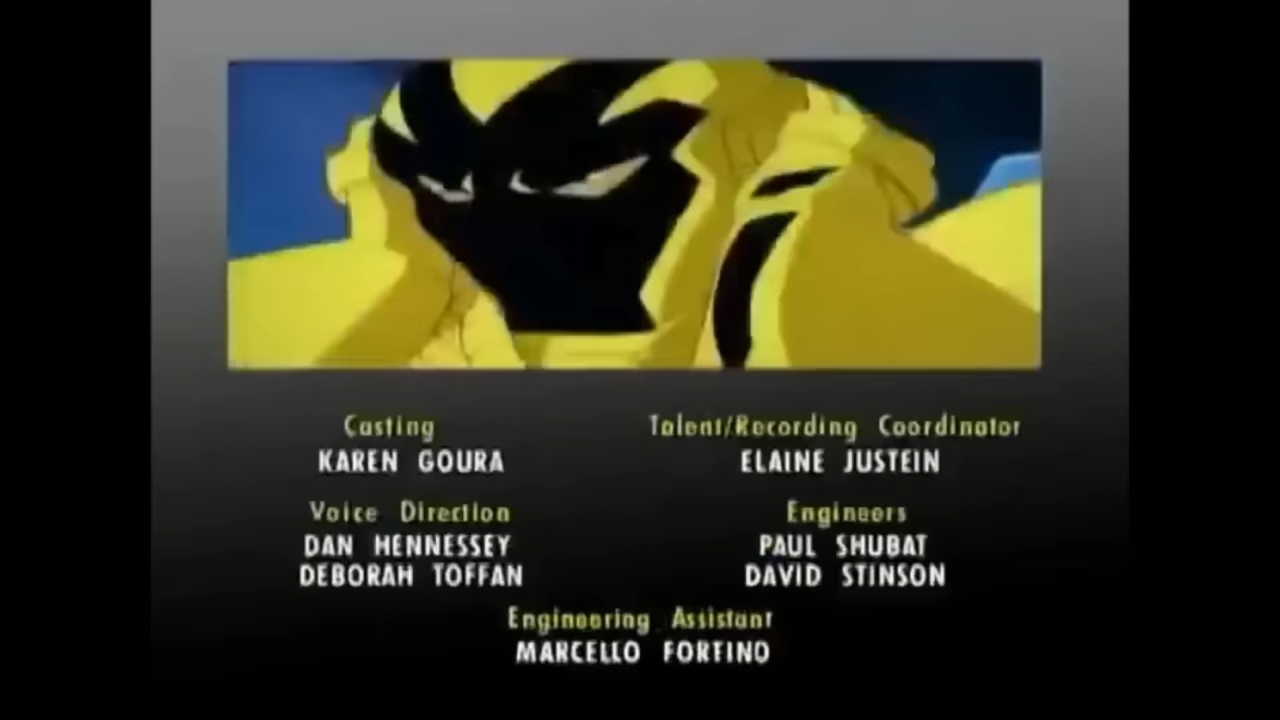 Casting
KAREN GOURA
Talent/Recording Coordinator
ELAINE JUSTEIN
Voice Direction
DAN HENNESSEY
DEBORAH TOFFAN
Engineers
PAUL SHUBAT
DAVID STINSON
Engineering Assistant
MARCELLO FORTINO